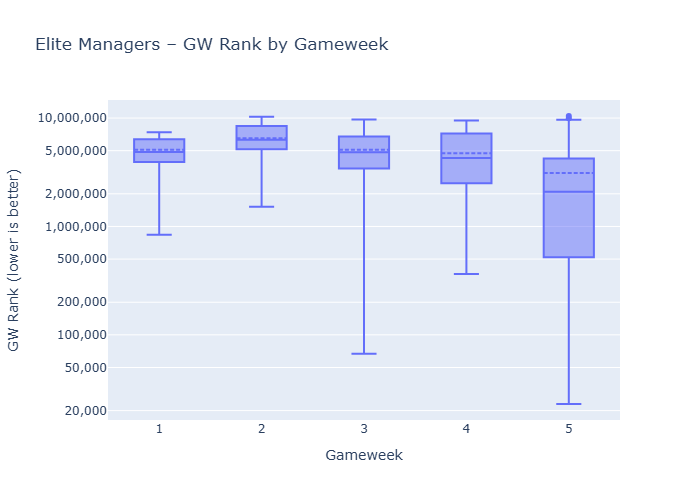 Elite Managers – GW Rank by Gameweek
GW Rank (lower is better)
10,000,000
5,000,000
2,000,000
1,000,000
500,000
200,000
100,000
50,000
20,000
1 2 3 4 5
Gameweek